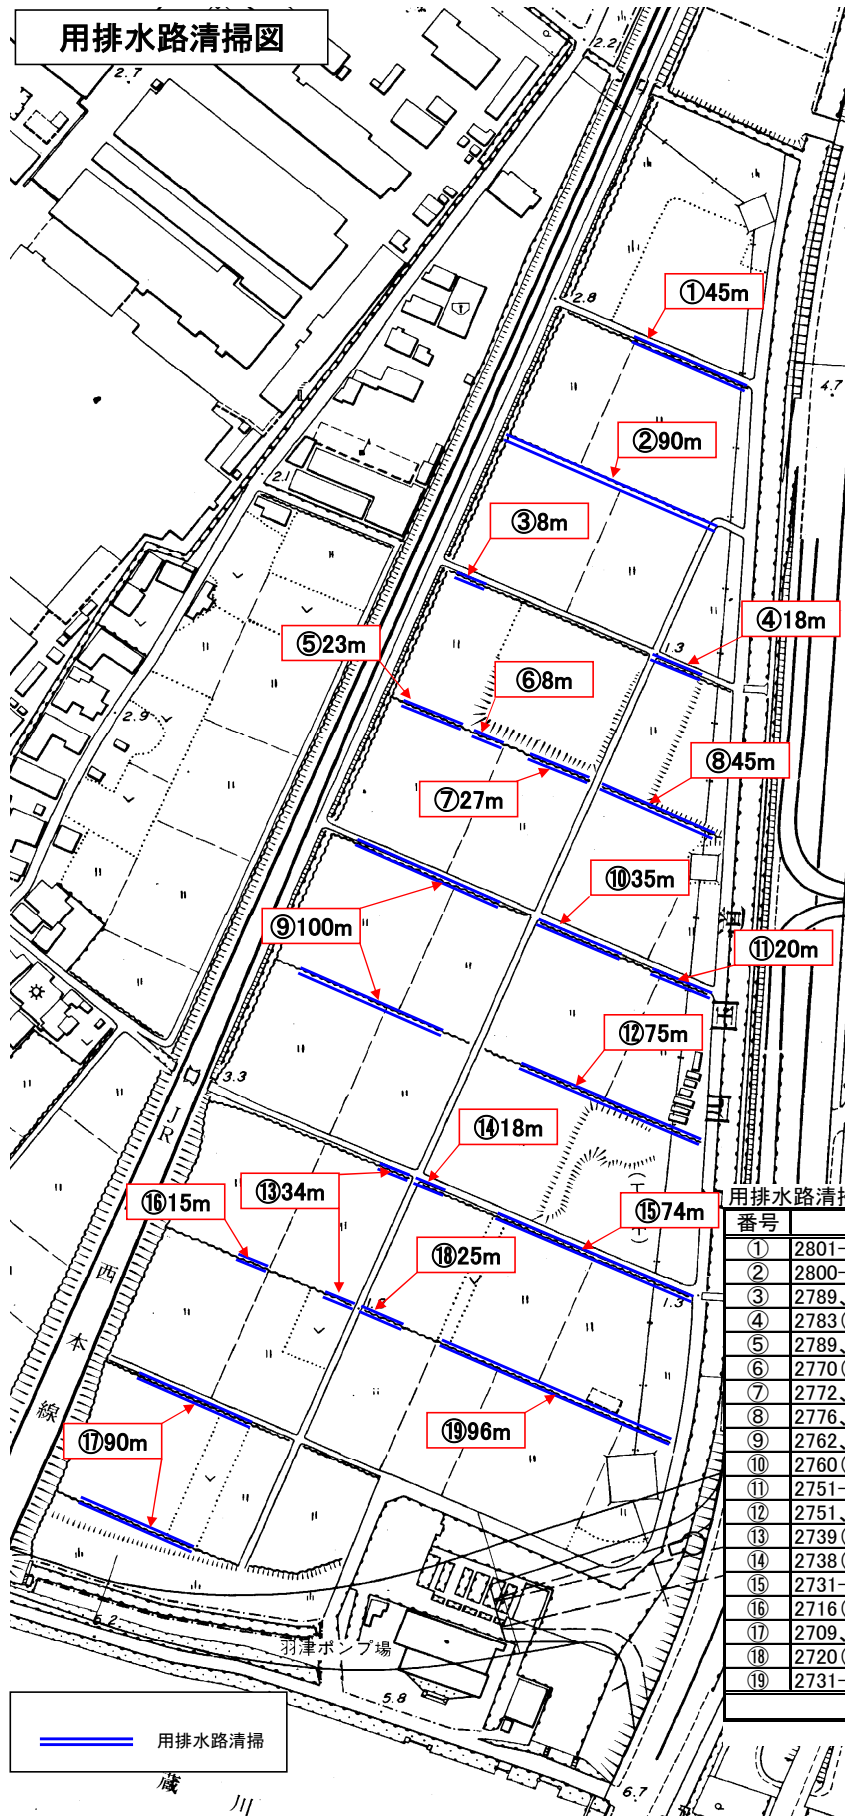 用排水路清掃図
2.2
2.7
①45m
2.8
4.7
②90m
2.1
③8m
④18m
1.3
⑤23m
⑥8m
2.9
⑧45m
⑦27m
⑩35m
⑨100m
⑪20m
⑫75m
3.3
JR
⑭18m
⑬34m
⑯15m
⑮74m
⑱25m
1.3
西
本
線
⑲96m
⑰90m
5.2
羽津ポンプ場
5.8
6.7
用排水路清掃
蔵
川
用排水路清掃
番号
① 2801-
② 2800-
③ 2789、
④ 2783(
⑤ 2789、
⑥ 2770(
⑦ 2772、
⑧ 2776、
⑨ 2762、
⑩ 2760(
⑪ 2751-
⑫ 2751、
⑬ 2739(
⑭ 2738(
⑮ 2731-
⑯ 2716(
⑰ 2709、
⑱ 2720(
⑲ 2731-